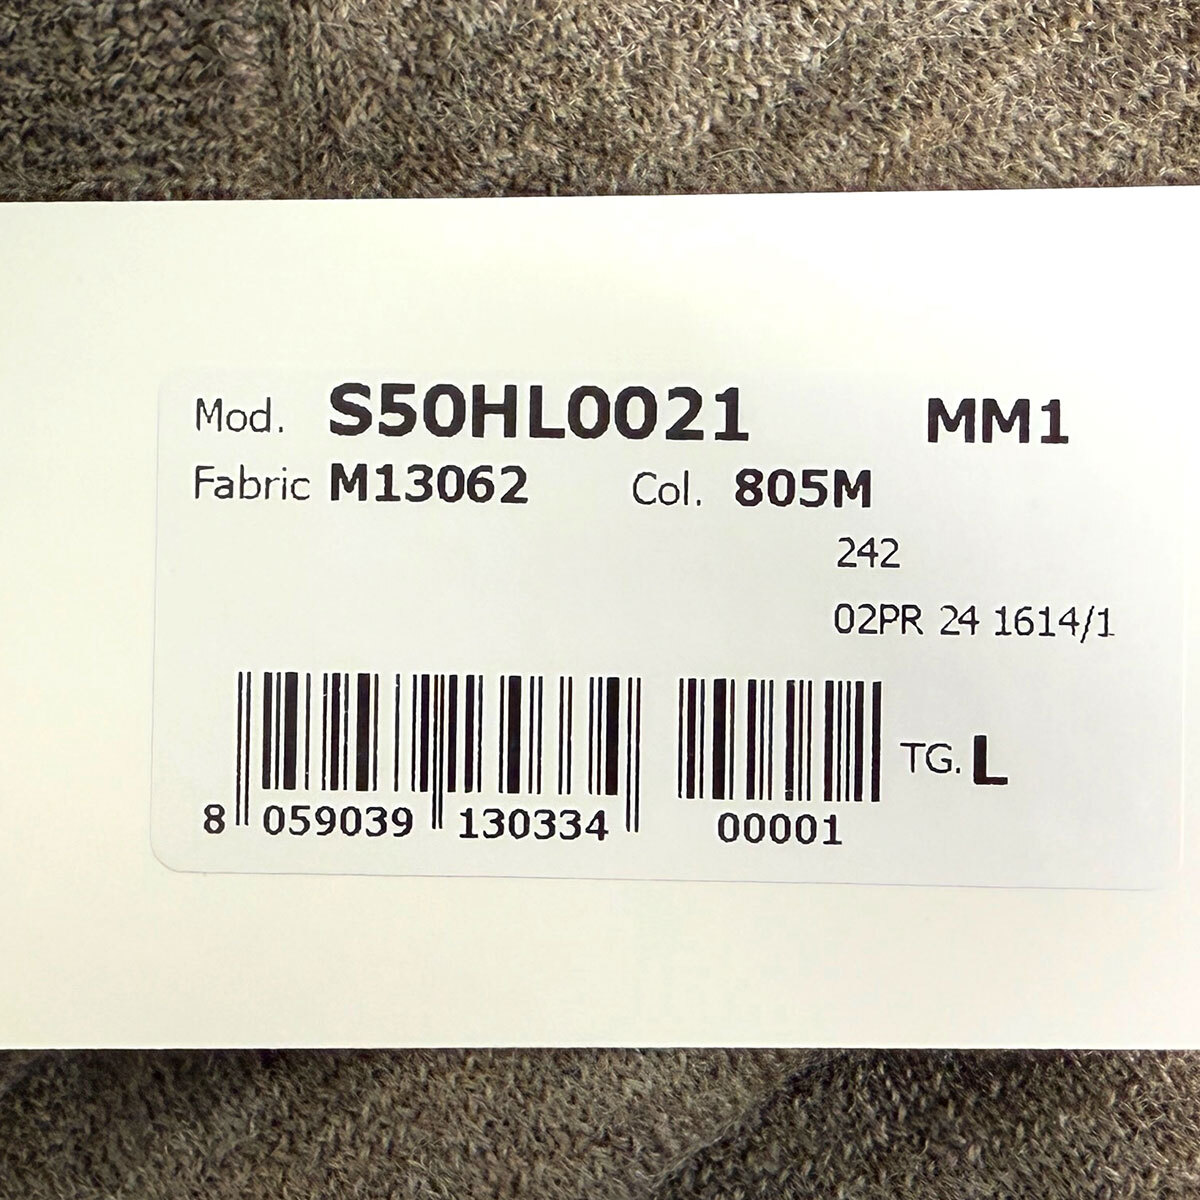 Mod. S50HL0021 MM1
Fabric M13062 Col. 805M
242
02PR 24 1614/1
TG. L
8 059039 130334 00001